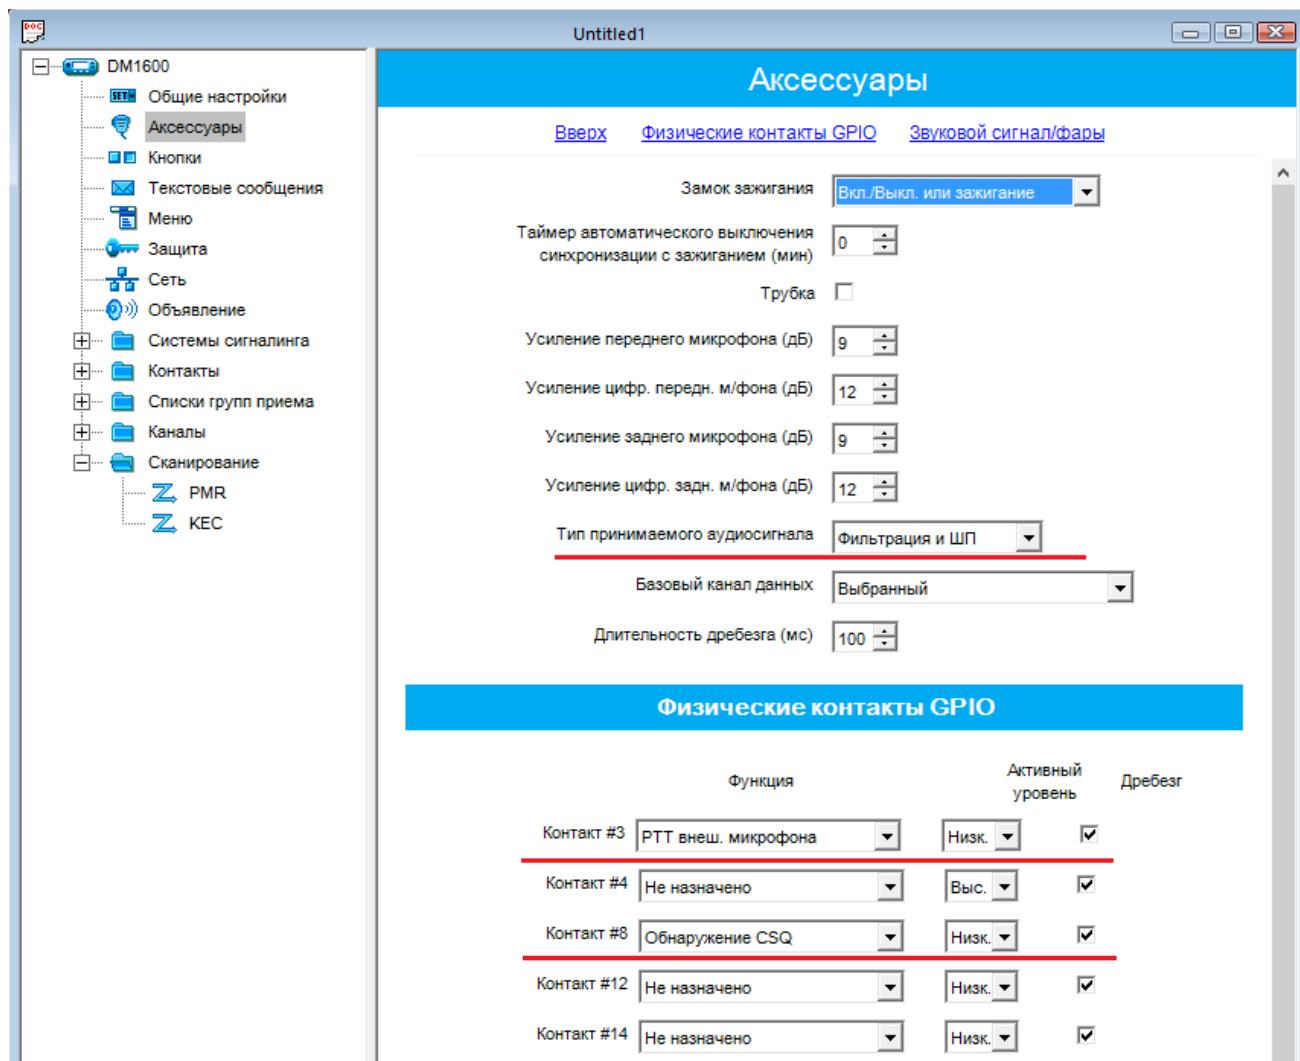 DOC
Untitled1
DM1600
SET
Общие настройки
Аксессуары
Кнопки
Текстовые сообщения
Меню
Защита
Сеть
Объявление
Системы сигналинга
Контакты
Списки групп приема
Каналы
Сканирование
PMR
KEC
Аксессуары
Вверх Физические контакты GPIO Звуковой сигнал/фары
Замок зажигания Вкл./Выкл. или зажигание
Таймер автоматического выключения
синхронизации с зажиганием (мин) 0
Трубка
Усиление переднего микрофона (дБ) 9
Усиление цифр. передн. м/фона (дБ) 12
Усиление заднего микрофона (дБ) 9
Усиление цифр. задн. м/фона (дБ) 12
Тип принимаемого аудиосигнала Фильтрация и ШП
Базовый канал данных Выбранный
Длительность дребезга (мс) 100
Физические контакты GPIO
Функция Активный уровень Дребезг
Контакт #3 PTT внеш. микрофона Низк.
Контакт #4 Не назначено Выс.
Контакт #8 Обнаружение CSQ Низк.
Контакт #12 Не назначено Низк.
Контакт #14 Не назначено Низк.